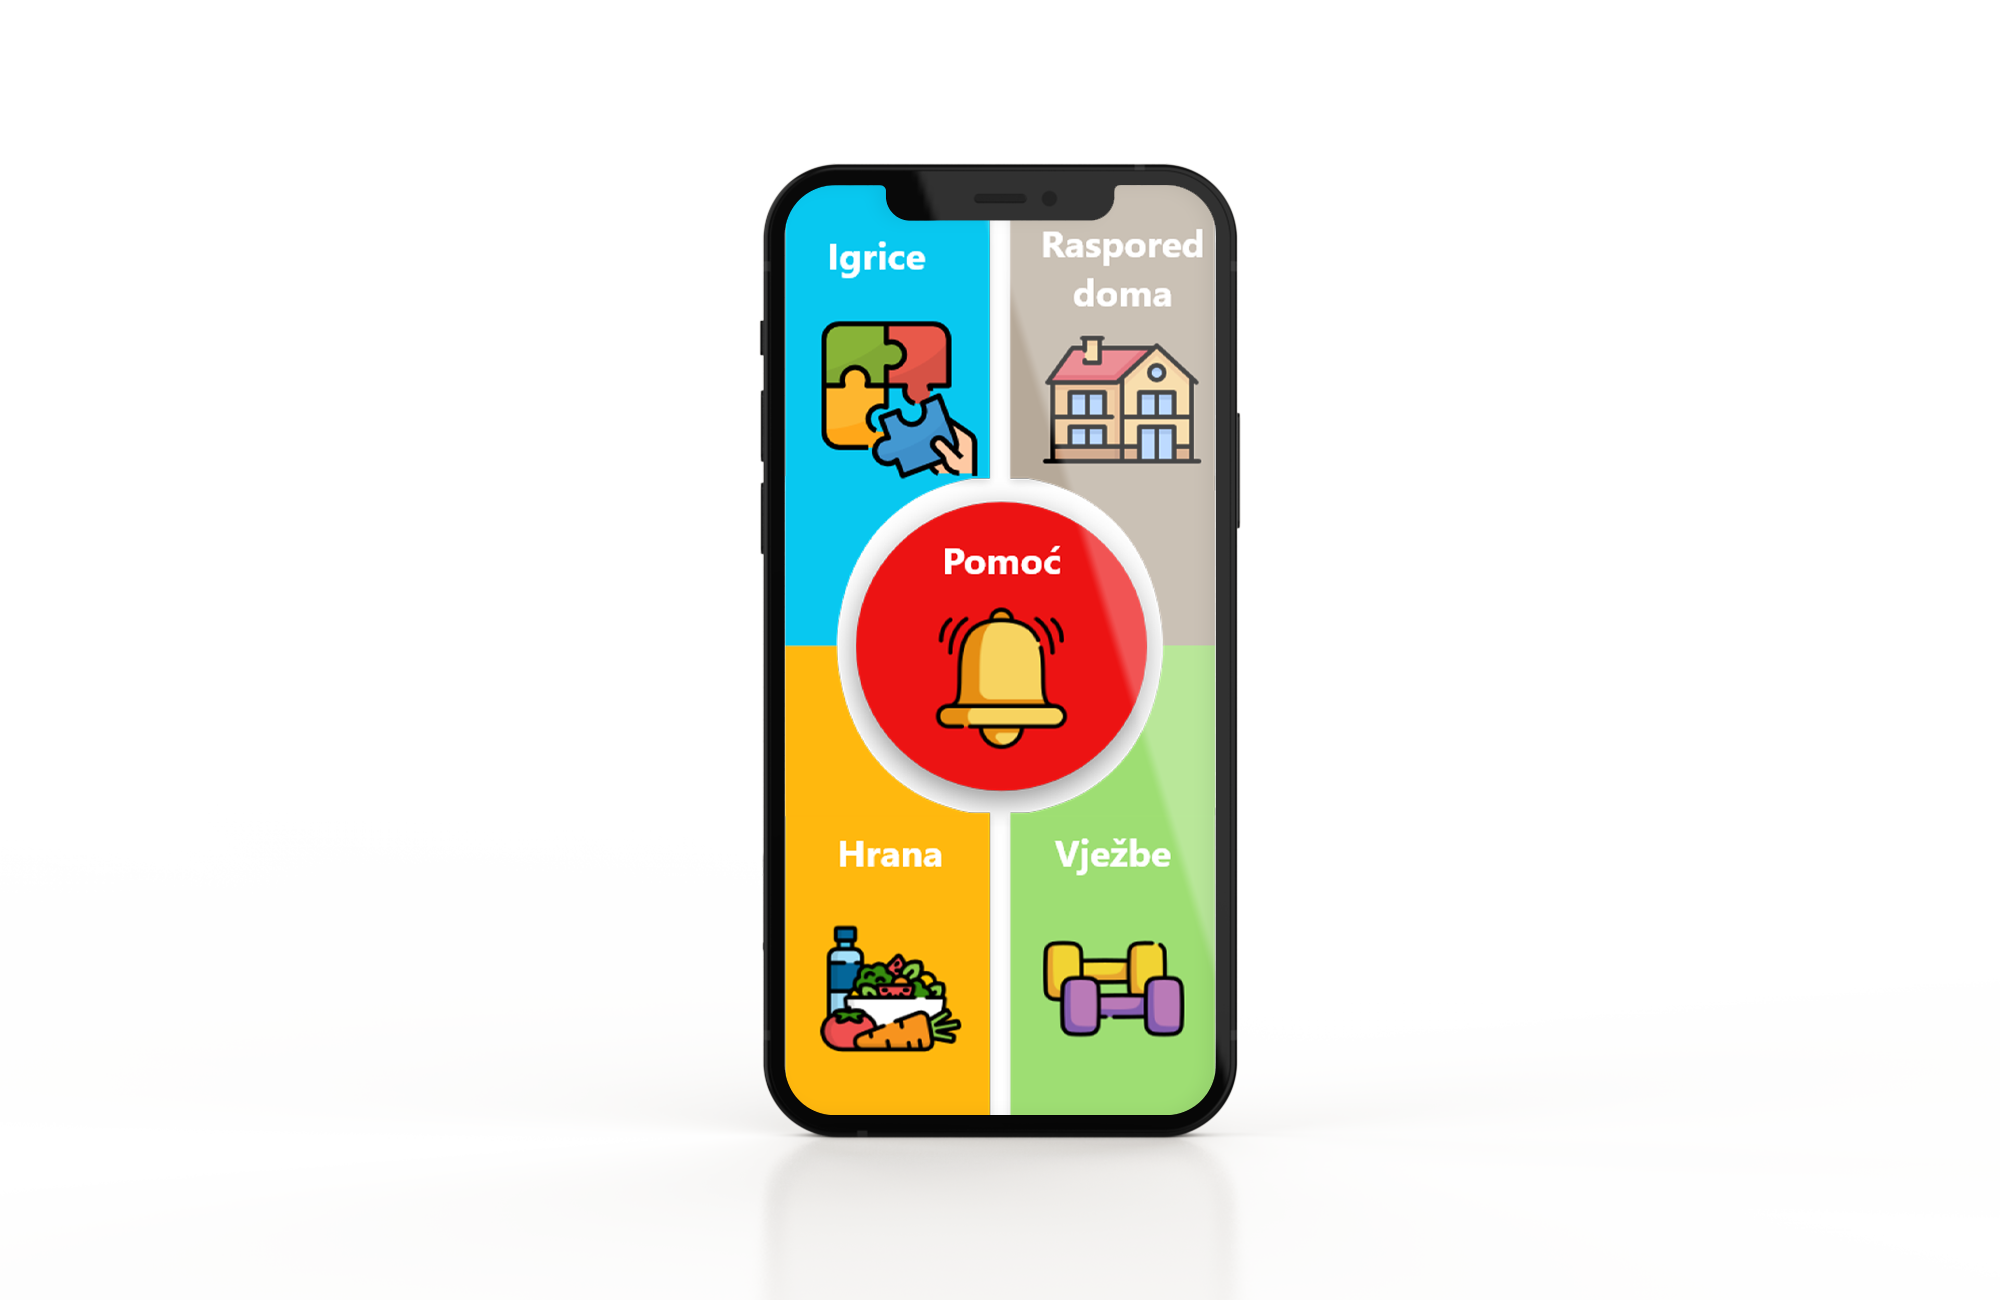 Igrice
Raspored
doma
Pomoć
Hrana
Vježbe